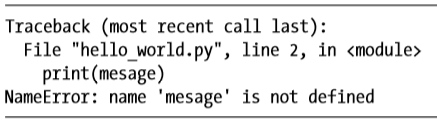 Traceback (most recent call last):
  File "hello_world.py", line 2, in <module>
    print(mesage)
NameError: name 'mesage' is not defined